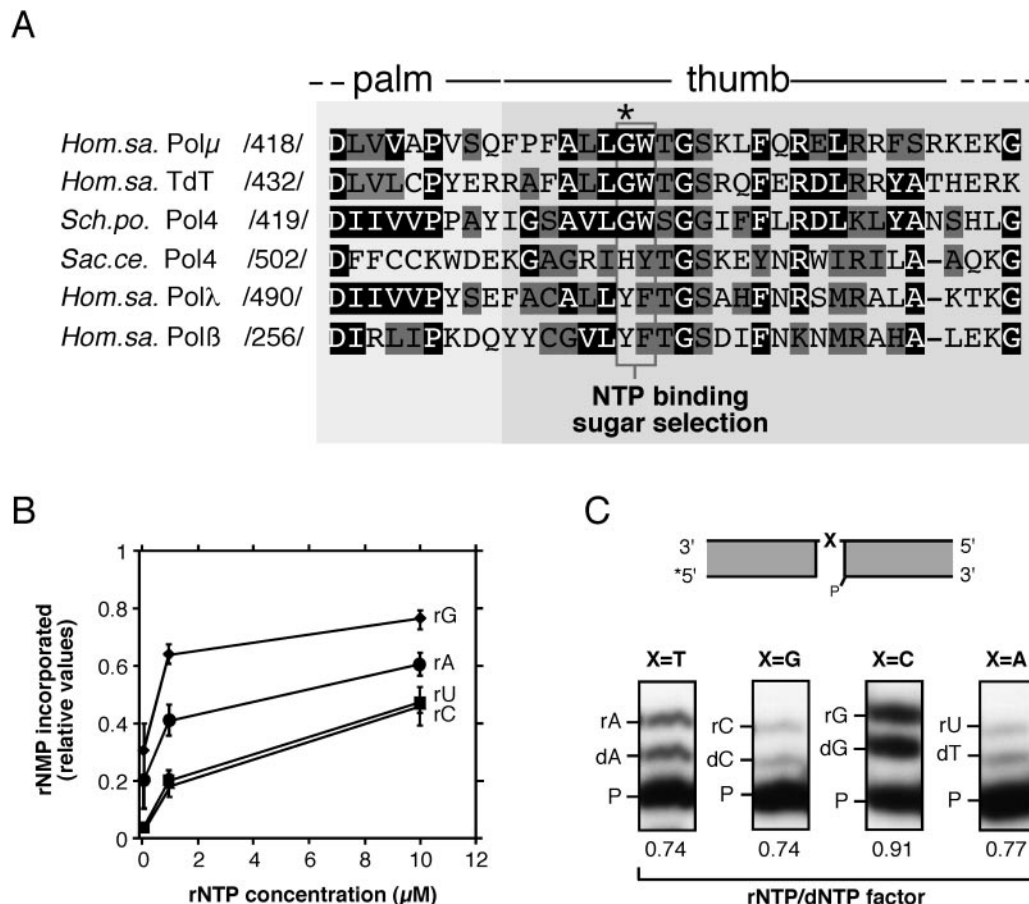 A
palm thumb
*
Hom.sa. Polµ /418/ DLVVAPVSQFPFALLGWTGSKLFQRELRRFSRKEKG
Hom.sa. TdT /432/ DLVLCPYERRAFALLGWTGSRQFERDLRRYATHERK
Sch.po. Pol4 /419/ DIIVVPPAYIGSAVLGWSGGIFFLRDLKLYANSHLG
Sac.ce. Pol4 /502/ DFFCCKWDEKGAGRIHYTGSKEYNRWIRILA-AQKG
Hom.sa. Polλ /490/ DIIVVPYSEFACALLYFTGSAHFNRSMRALA-KTKG
Hom.sa. Polß /256/ DIRLIPKDQYYCGVLYFTGSDIFNKNMRAHA-LEKG
NTP binding
sugar selection
B
rNMP incorporated
(relative values)
1
0.8
0.6
0.4
0.2
0
rG
rA
rU
rC
0 2 4 6 8 10 12
rNTP concentration (µM)
C
3' X 5'
*5' 3'
P
X=T X=G X=C X=A
rA rC rG rU
dA dC dG dT
P P P P
0.74 0.74 0.91 0.77
rNTP/dNTP factor